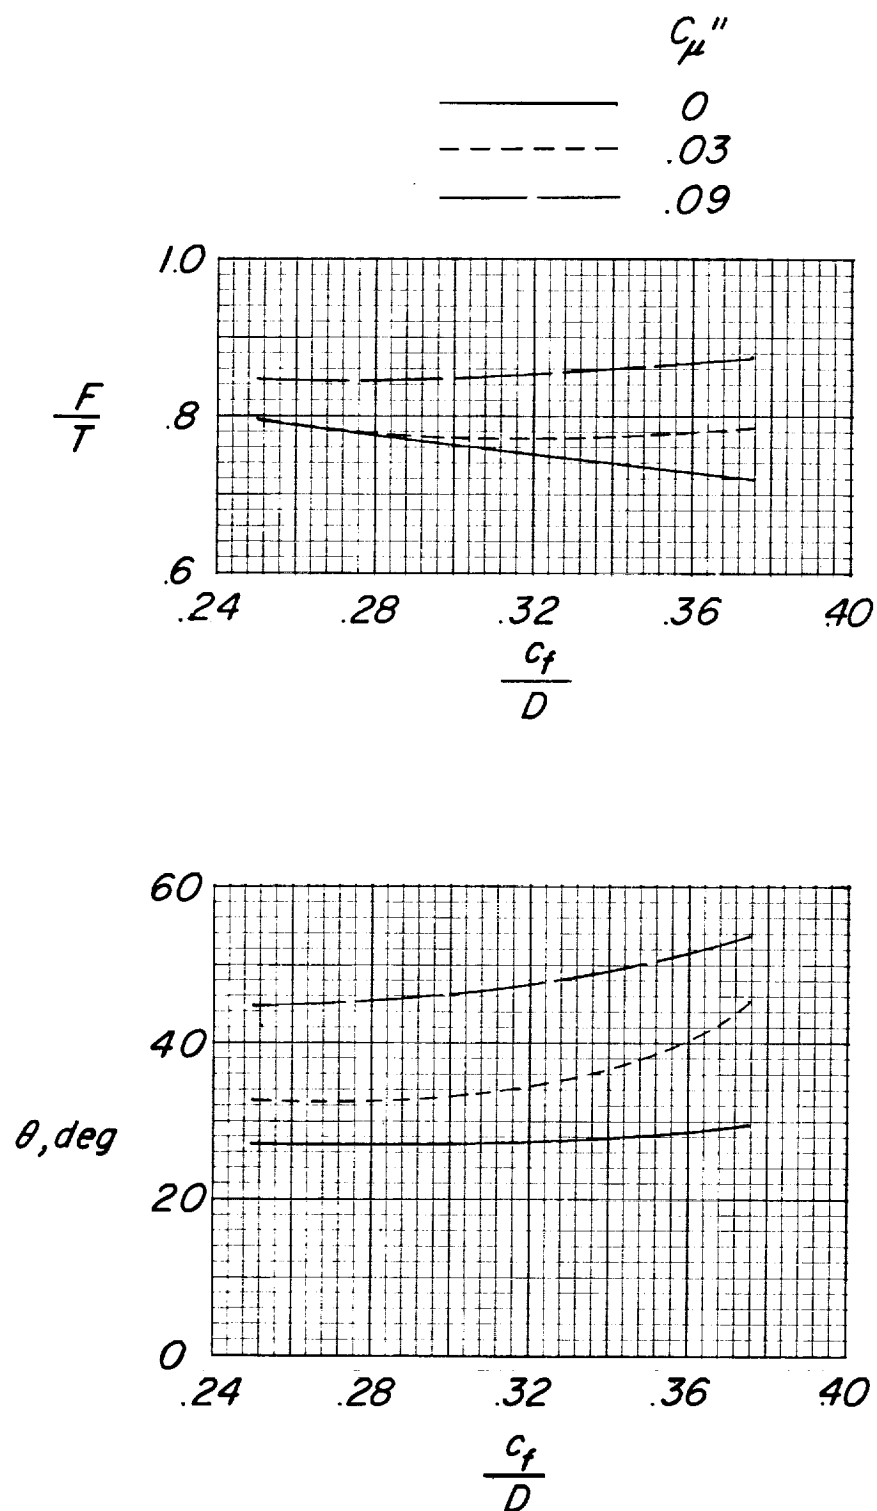 Cμ"
0
.03
.09
1.0
F/T
.8
.6
.24 .28 .32 .36 .40
c_f/D
60
40
θ, deg
20
0
.24 .28 .32 .36 .40
c_f/D